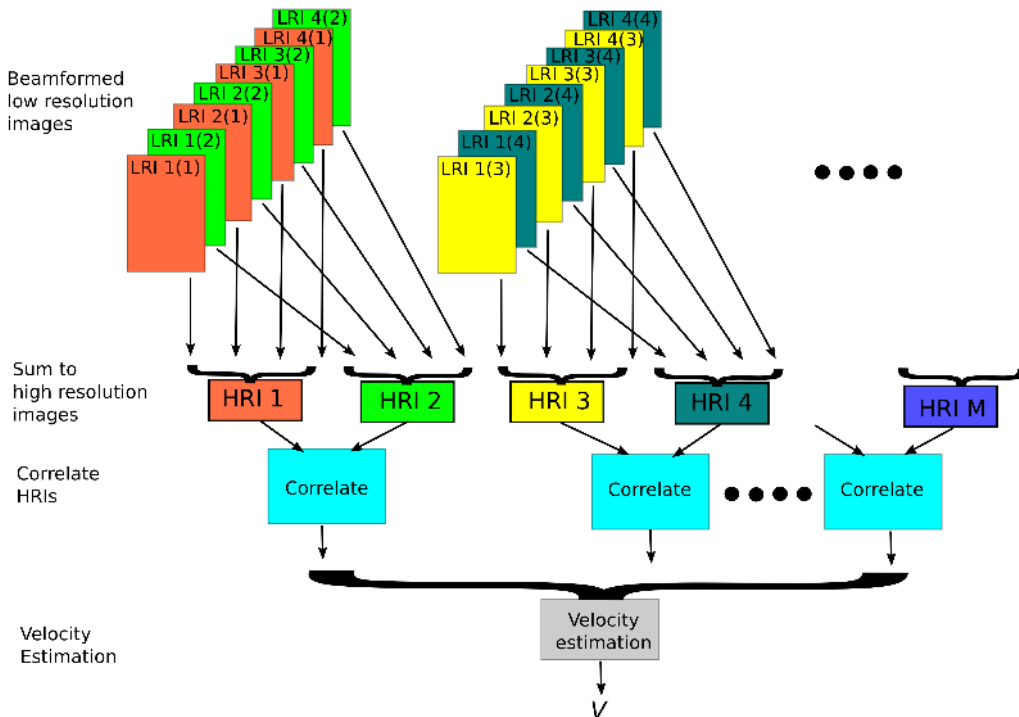 LRI 4(2)
LRI 4(1)
LRI 3(2)
LRI 3(1)
LRI 2(2)
LRI 2(1)
LRI 1(2)
LRI 1(1)
LRI 4(4)
LRI 4(3)
LRI 3(4)
LRI 3(3)
LRI 2(4)
LRI 2(3)
LRI 1(4)
LRI 1(3)
Beamformed
low resolution
images
Sum to
high resolution
images
HRI 1
HRI 2
HRI 3
HRI 4
HRI M
Correlate
HRIs
Correlate
Correlate
Correlate
Velocity
Estimation
Velocity
estimation
V